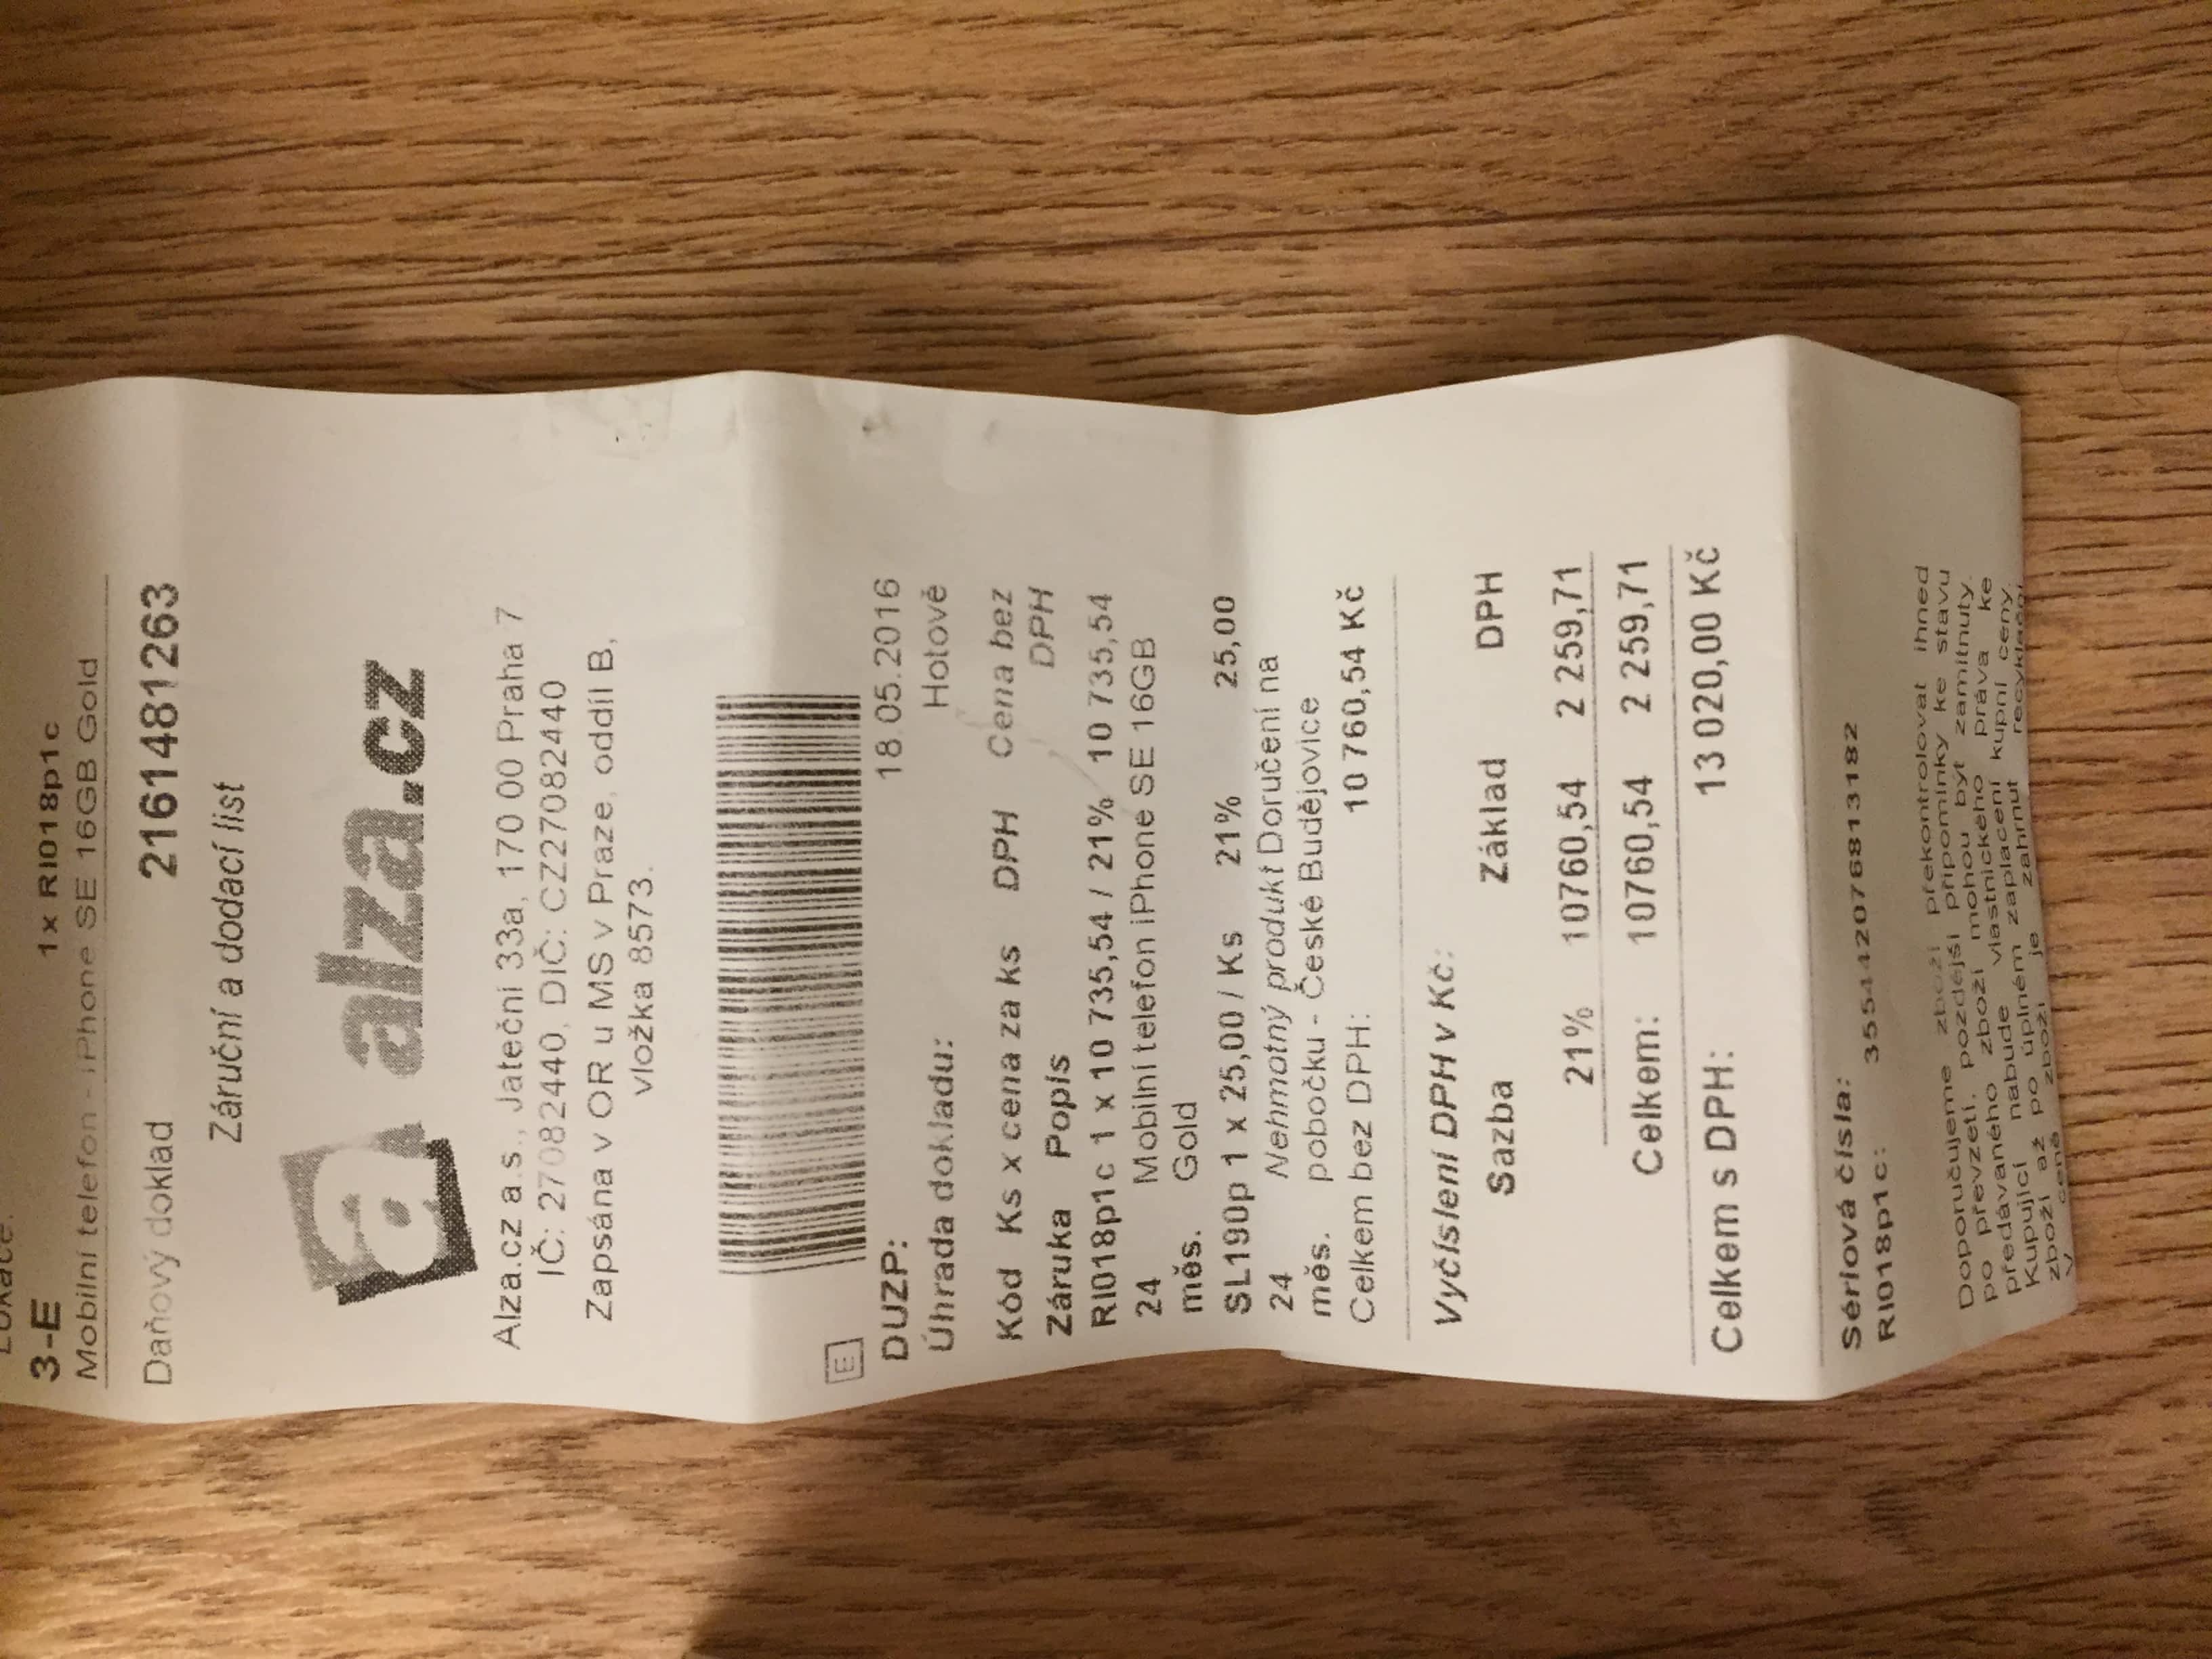 3-E 1x RI018p1c
Mobilní telefon - iPhone SE 16GB Gold
Daňový doklad 2161481263
Záruční a dodací list
a alza.cz
Alza.cz a.s., Jateční 33a, 170 00 Praha 7
IČ: 27082440, DIČ: CZ27082440
Zapsána v OR u MS v Praze, oddíl B,
vložka 8573.
E
DUZP: 18.05.2016
Úhrada dokladu: Hotově
Kód Ks x cena za ks DPH Cena bez
Záruka Popis DPH
RI018p1c 1 x 10 735,54 / 21% 10 735,54
24 Mobilní telefon iPhone SE 16GB
měs. Gold
SL190p 1 x 25,00 / Ks 21% 25,00
24 Nehmotný produkt Doručení na
měs. pobočku - České Budějovice
Celkem bez DPH: 10 760,54 Kč
Vyčíslení DPH v Kč:
Sazba Základ DPH
21% 10760,54 2 259,71
Celkem: 10760,54 2 259,71
Celkem s DPH: 13 020,00 Kč
Sériová čísla:
RI018p1c: 355442076813182
Doporučujeme zboží překontrolovat ihned
po převzetí, pozdější připomínky ke stavu
předávaného zboží mohou být zamítnuty.
Kupující nabude vlastnického práva ke
zboží až po úplném zaplacení kupní ceny.
V ceně zboží je zahrnut recyklační